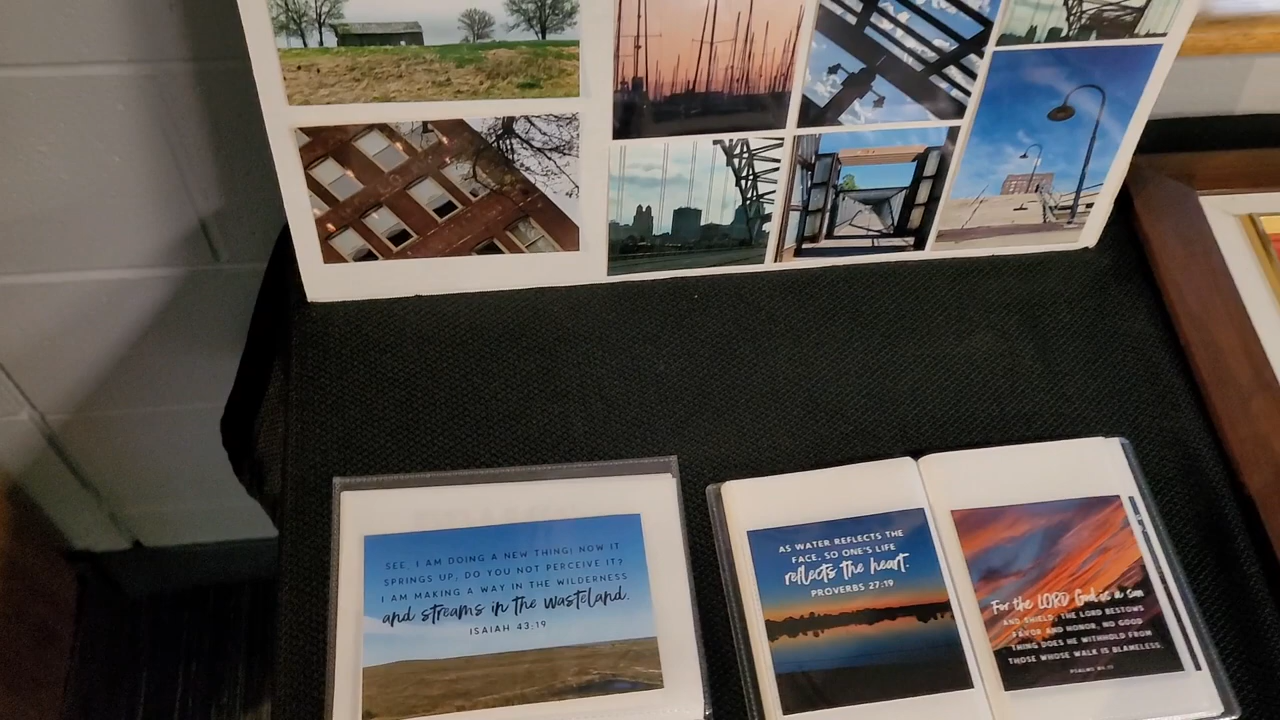 SEE, I AM DOING A NEW THING! NOW IT
SPRINGS UP; DO YOU NOT PERCEIVE IT?
I AM MAKING A WAY IN THE WILDERNESS
and streams in the wasteland.
ISAIAH 43:19
AS WATER REFLECTS THE
FACE, SO ONE'S LIFE
reflects the heart.
PROVERBS 27:19
For the LORD God is a sun
AND SHIELD; THE LORD BESTOWS
FAVOR AND HONOR; NO GOOD
THING DOES HE WITHHOLD FROM
THOSE WHOSE WALK IS BLAMELESS.
PSALMS 84:11